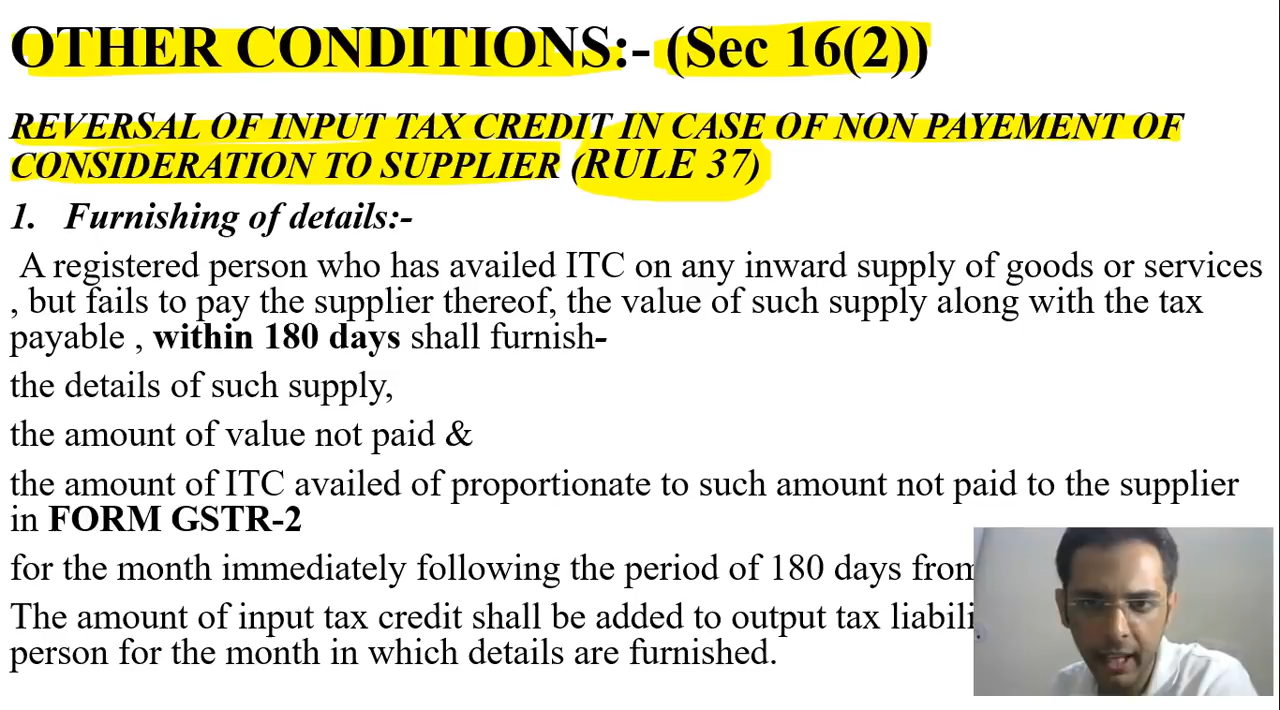 OTHER CONDITIONS:- (Sec 16(2))
REVERSAL OF INPUT TAX CREDIT IN CASE OF NON PAYEMENT OF
CONSIDERATION TO SUPPLIER (RULE 37)
1. Furnishing of details:-
A registered person who has availed ITC on any inward supply of goods or services
, but fails to pay the supplier thereof, the value of such supply along with the tax
payable , within 180 days shall furnish-
the details of such supply,
the amount of value not paid &
the amount of ITC availed of proportionate to such amount not paid to the supplier
in FORM GSTR-2
for the month immediately following the period of 180 days from
The amount of input tax credit shall be added to output tax
person for the month in which details are furnished.